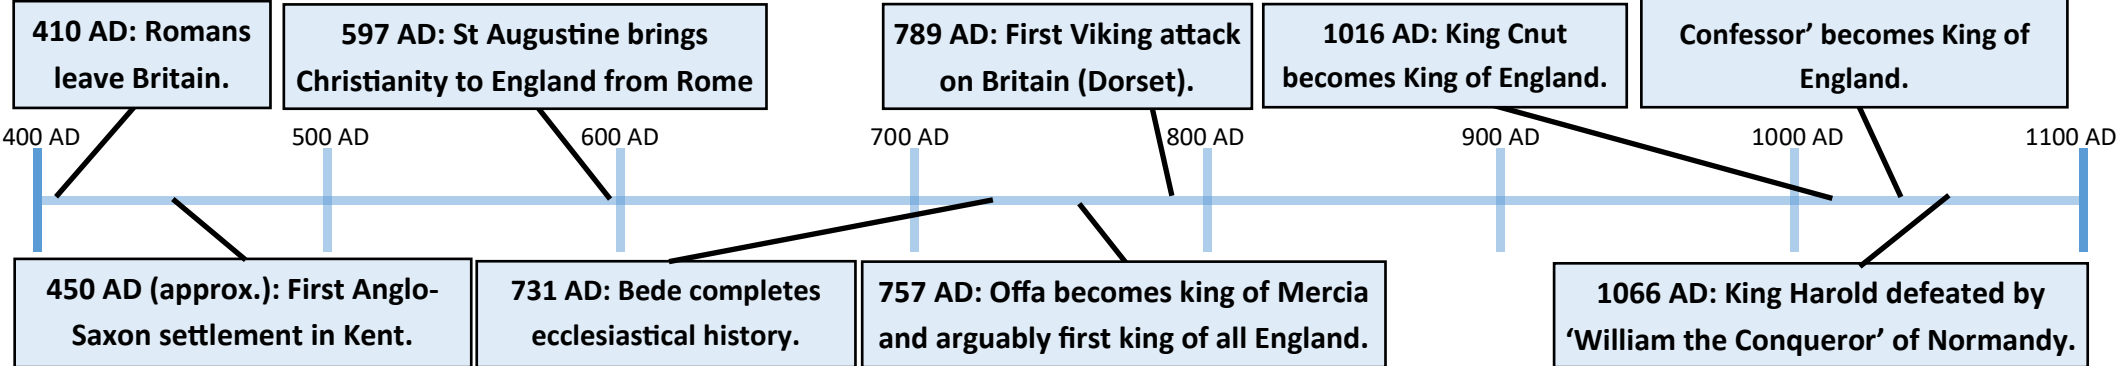 410 AD: Romans
leave Britain.
597 AD: St Augustine brings
Christianity to England from Rome
789 AD: First Viking attack
on Britain (Dorset).
1016 AD: King Cnut
becomes King of England.
Confessor’ becomes King of
England.
400 AD
500 AD
600 AD
700 AD
800 AD
900 AD
1000 AD
1100 AD
450 AD (approx.): First Anglo-
Saxon settlement in Kent.
731 AD: Bede completes
ecclesiastical history.
757 AD: Offa becomes king of Mercia
and arguably first king of all England.
1066 AD: King Harold defeated by
‘William the Conqueror’ of Normandy.